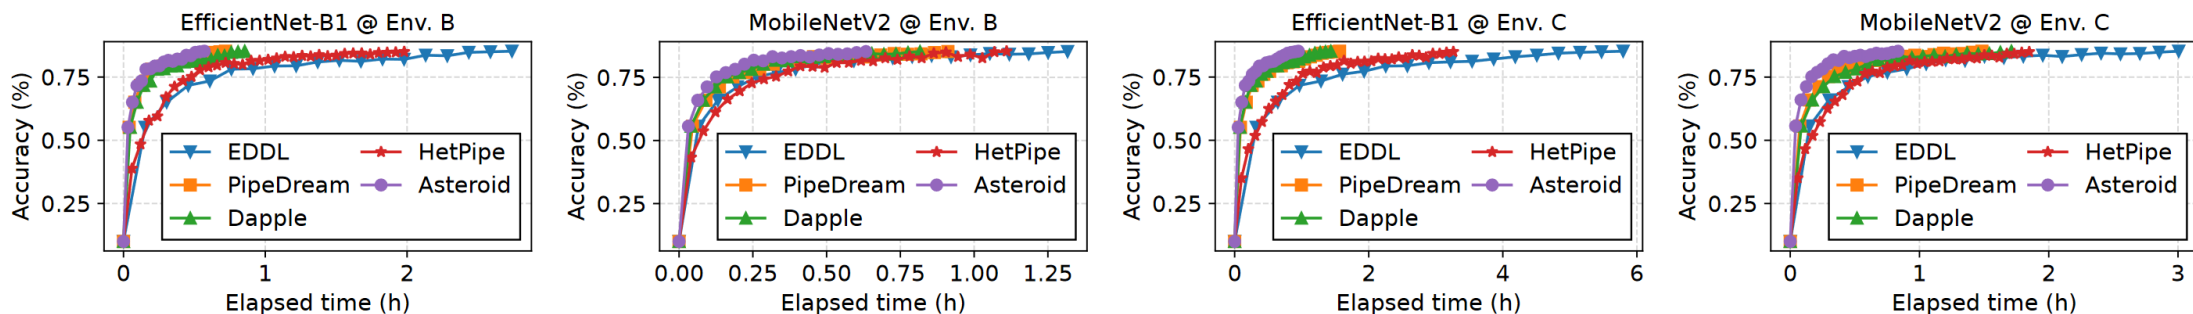 EfficientNet-B1 @ Env. B
Accuracy (%)
0.75
0.50
0.25
EDDL
HetPipe
PipeDream
Asteroid
Dapple
0
1
2
Elapsed time (h)
MobileNetV2 @ Env. B
Accuracy (%)
0.75
0.50
0.25
EDDL
HetPipe
PipeDream
Asteroid
Dapple
0.00
0.25
0.50
0.75
1.00
1.25
Elapsed time (h)
EfficientNet-B1 @ Env. C
Accuracy (%)
0.75
0.50
0.25
EDDL
HetPipe
PipeDream
Asteroid
Dapple
0
2
4
6
Elapsed time (h)
MobileNetV2 @ Env. C
Accuracy (%)
0.75
0.50
0.25
EDDL
HetPipe
PipeDream
Asteroid
Dapple
0
1
2
3
Elapsed time (h)